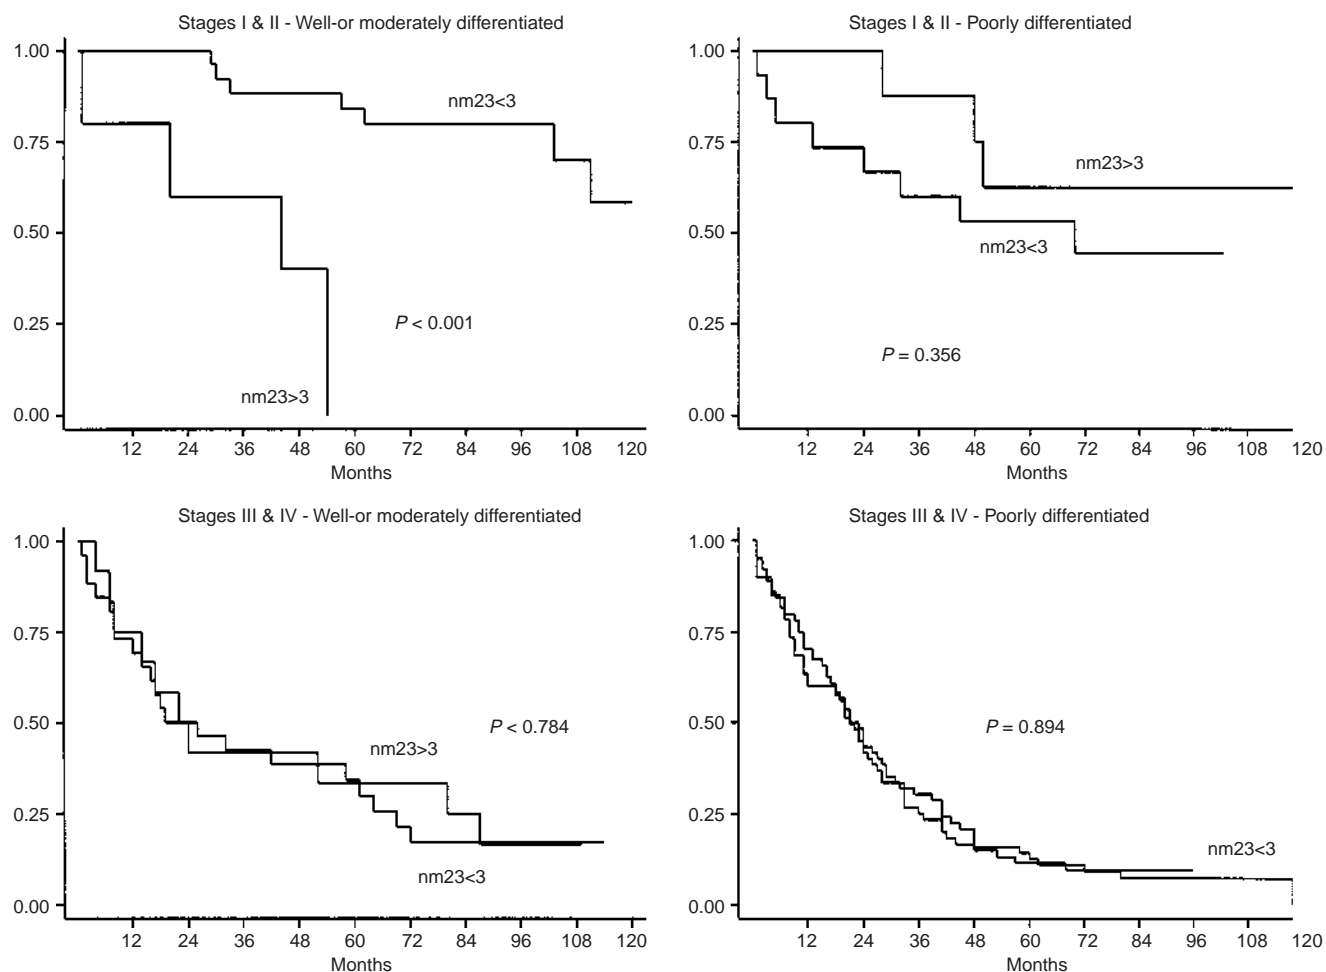 Stages I & II - Well-or moderately differentiated
1.00
0.75
0.50
0.25
0.00
nm23<3
P < 0.001
nm23>3
12 24 36 48 60 72 84 96 108 120
Months
Stages I & II - Poorly differentiated
1.00
0.75
0.50
0.25
0.00
nm23>3
nm23<3
P = 0.356
12 24 36 48 60 72 84 96 108 120
Months
Stages III & IV - Well-or moderately differentiated
1.00
0.75
0.50
0.25
0.00
P < 0.784
nm23>3
nm23<3
12 24 36 48 60 72 84 96 108 120
Months
Stages III & IV - Poorly differentiated
1.00
0.75
0.50
0.25
0.00
P = 0.894
nm23<3
12 24 36 48 60 72 84 96 108 120
Months